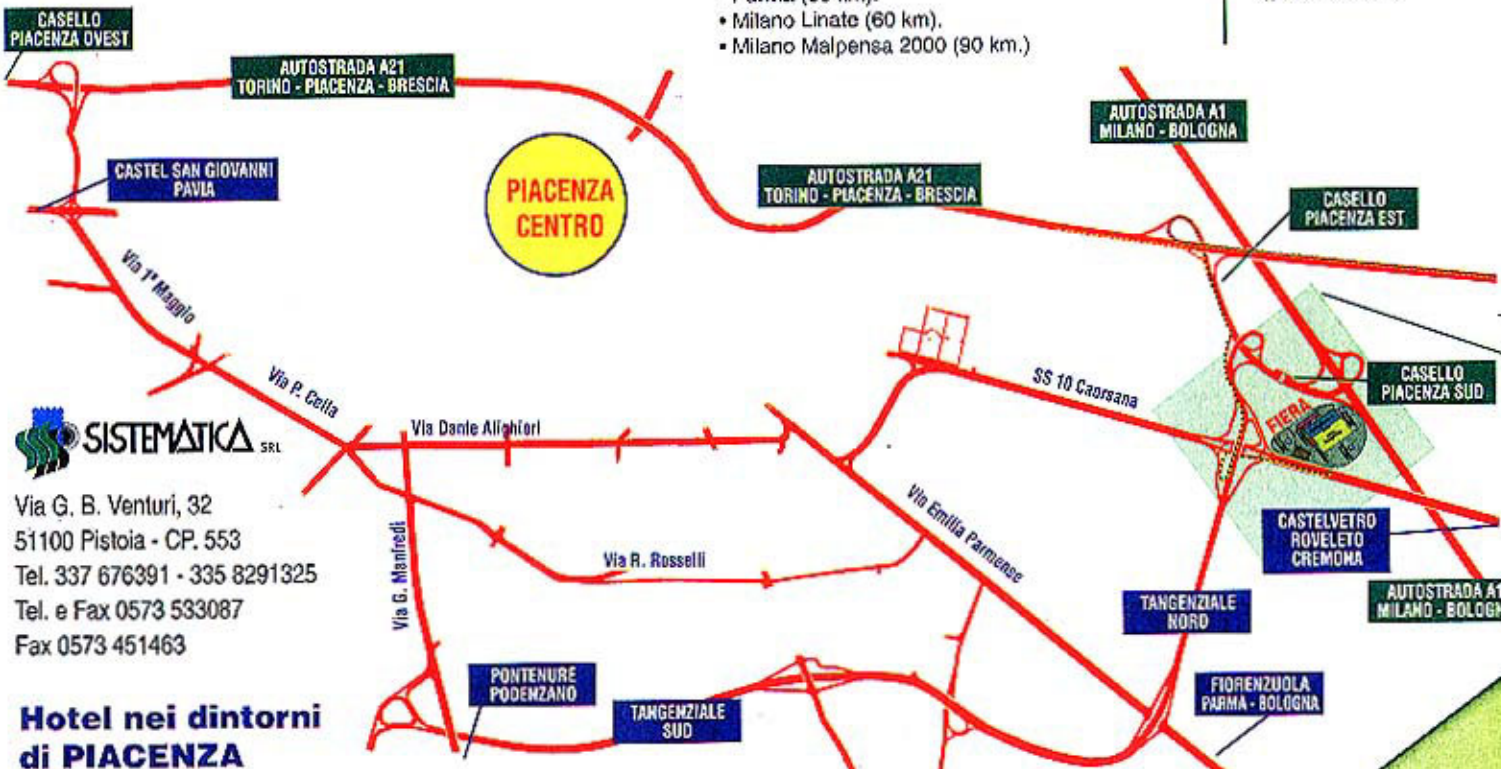 • Milano Linate (60 km).
• Milano Malpensa 2000 (90 km.)
CASELLO
PIACENZA OVEST
AUTOSTRADA A21
TORINO - PIACENZA - BRESCIA
AUTOSTRADA A1
MILANO - BOLOGNA
CASTEL SAN GIOVANNI
PAVIA
PIACENZA
CENTRO
AUTOSTRADA A21
TORINO - PIACENZA - BRESCIA
CASELLO
PIACENZA EST
Via 1° Maggio
Via P. Cella
SS 10 Caorsana
CASELLO
PIACENZA SUD
FIERA
SISTEMATICA SRL
Via Dante Alighieri
Via G. B. Venturi, 32
51100 Pistoia - CP. 553
Tel. 337 676391 - 335 8291325
Tel. e Fax 0573 533087
Fax 0573 451463
Via G. Manfredi
Via R. Rosselli
Via Emilia Parmense
CASTELVETRO
ROVELETO
CREMONA
TANGENZIALE
NORD
AUTOSTRADA A1
MILANO - BOLOGN
PONTENURE
PODENZANO
TANGENZIALE
SUD
FIORENZUOLA
PARMA - BOLOGNA
Hotel nei dintorni
di PIACENZA